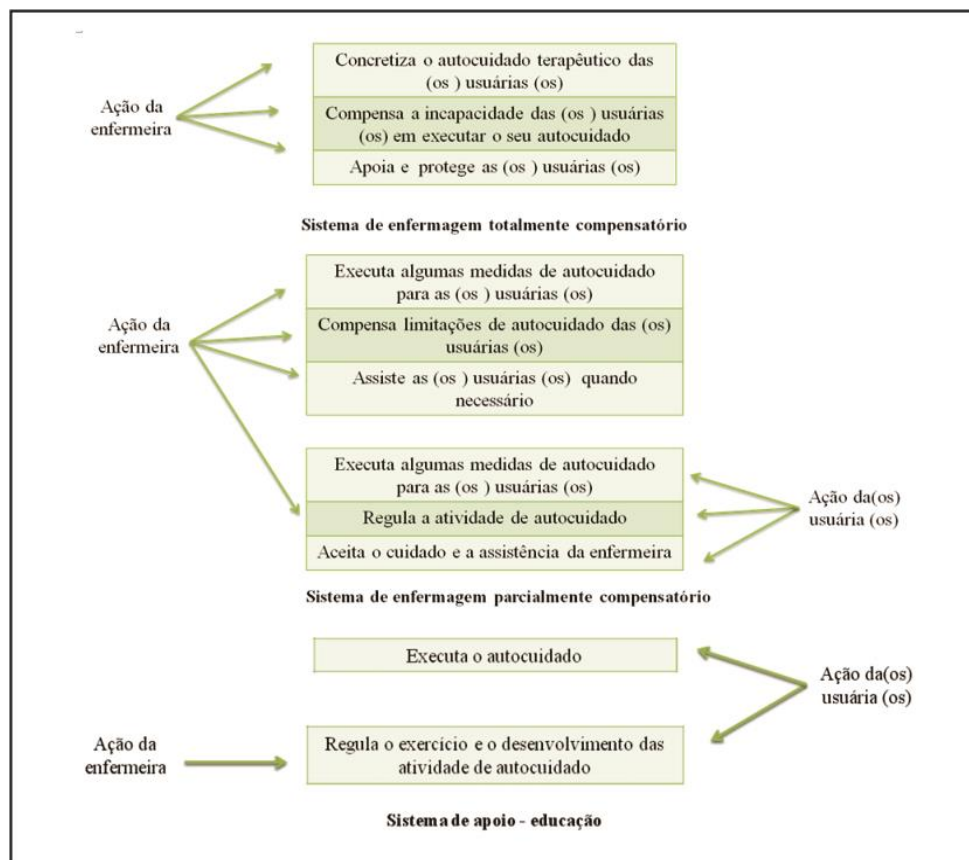 Concretiza o autocuidado terapêutico das
(os ) usuárias (os)
Ação da
enfermeira
Compensa a incapacidade das (os ) usuárias
(os) em executar o seu autocuidado
Apoia e protege as (os ) usuárias (os)
Sistema de enfermagem totalmente compensatório
Executa algumas medidas de autocuidado
para as (os ) usuárias (os)
Ação da
enfermeira
Compensa limitações de autocuidado das (os)
usuárias (os)
Assiste as (os ) usuárias (os) quando
necessário
Executa algumas medidas de autocuidado
para as (os ) usuárias (os)
Regula a atividade de autocuidado
Aceita o cuidado e a assistência da enfermeira
Ação da(os)
usuária (os)
Sistema de enfermagem parcialmente compensatório
Executa o autocuidado
Ação da(os)
usuária (os)
Ação da
enfermeira
Regula o exercício e o desenvolvimento das
atividade de autocuidado
Sistema de apoio - educação